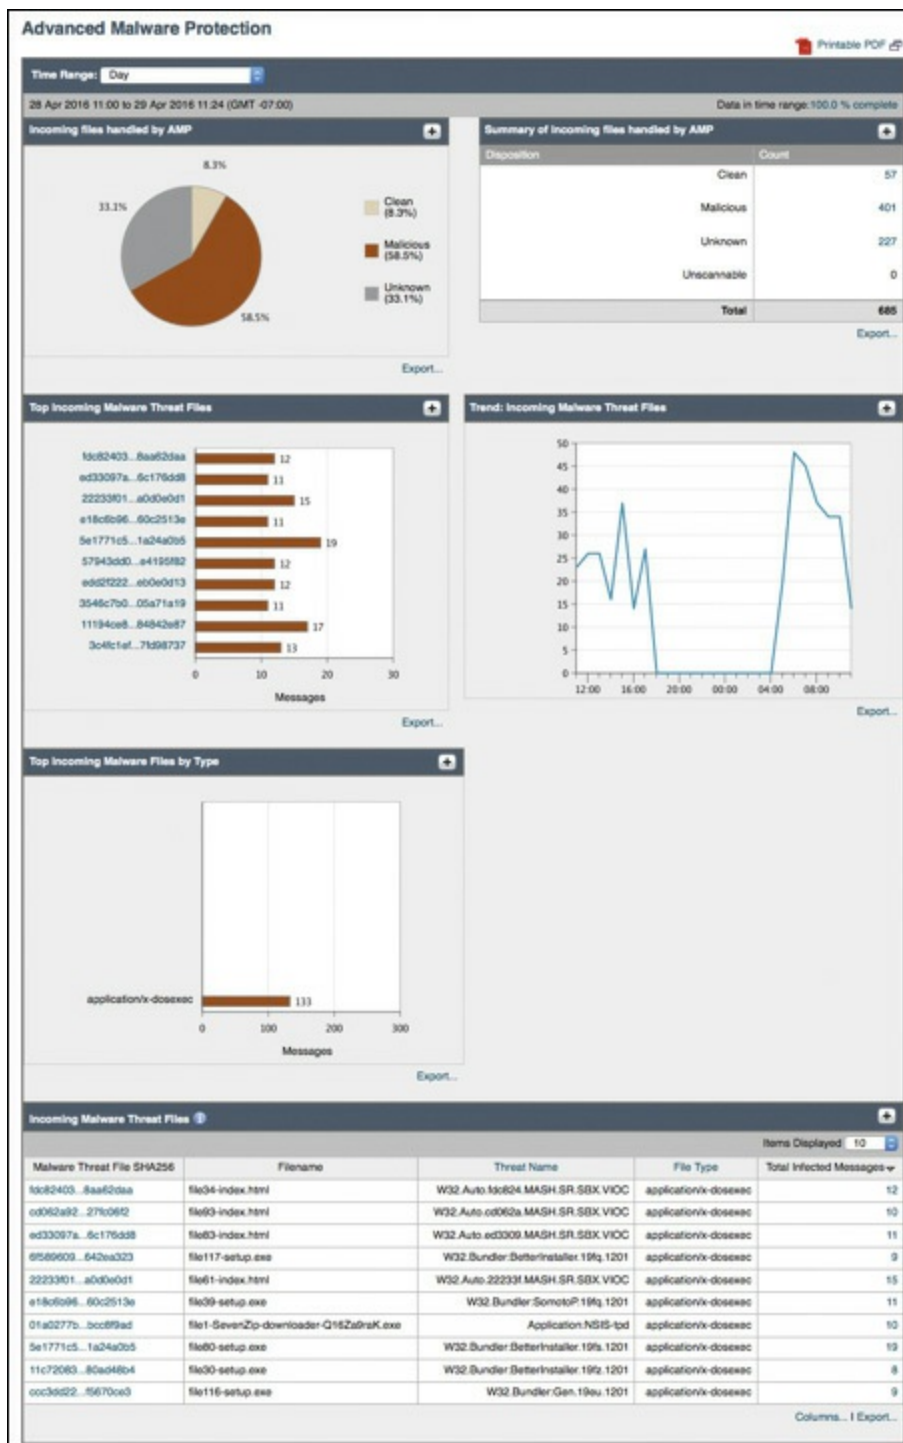 Advanced Malware Protection
Printable PDF
Time Range: Day
28 Apr 2016 11:00 to 29 Apr 2016 11:24 (GMT -07:00)
Data in time range:100.0 % complete
Incoming files handled by AMP
8.3%
33.1%
58.5%
Clean
(8.3%)
Malicious
(58.5%)
Unknown
(33.1%)
Export...
Summary of Incoming files handled by AMP
Disposition Count
Clean 57
Malicious 401
Unknown 227
Unscannable 0
Total 685
Export...
Top Incoming Malware Threat Files
fdc82403...8aa62daa 12
ed33097a...6c176dd8 11
22233f01...a0d0e0d1 15
e18c6b96...60c2513e 11
5e1771c5...1a24a0b5 19
57943dd0...e4195f82 12
edd2f222...eb0e0d13 12
3546c7b0...05a71a19 11
11194ce8...84842e87 17
3c4fc1ef...7fd98737 13
0 10 20 30
Messages
Export...
Trend: Incoming Malware Threat Files
50
45
40
35
30
25
20
15
10
5
0
12:00 16:00 20:00 00:00 04:00 08:00
Export...
Top Incoming Malware Files by Type
application/x-dosexec 133
0 100 200 300
Messages
Export...
Incoming Malware Threat Files
Items Displayed 10
Malware Threat File SHA256 Filename Threat Name File Type Total Infected Messages
fdc82403...8aa62daa file34-index.html W32.Auto.fdc824.MASH.SR.SBX.VIOC application/x-dosexec 12
cd062a92...27fc06f2 file93-index.html W32.Auto.cd062a.MASH.SR.SBX.VIOC application/x-dosexec 10
ed33097a...6c176dd8 file83-index.html W32.Auto.ed3309.MASH.SR.SBX.VIOC application/x-dosexec 11
6f589609...642ea323 file117-setup.exe W32.Bundler:BetterInstaller.19fq.1201 application/x-dosexec 9
22233f01...a0d0e0d1 file61-index.html W32.Auto.22233f.MASH.SR.SBX.VIOC application/x-dosexec 15
e18c6b96...60c2513e file39-setup.exe W32.Bundler:SomotoP.19fq.1201 application/x-dosexec 11
01a0277b...bcc8f9ad file1-SevenZip-downloader-Q16Za9rsK.exe Application:NSIS-tpd application/x-dosexec 10
5e1771c5...1a24a0b5 file80-setup.exe W32.Bundler:BetterInstaller.19fs.1201 application/x-dosexec 19
11c72083...80ad48b4 file30-setup.exe W32.Bundler:BetterInstaller.19fz.1201 application/x-dosexec 8
ccc3dd22...f5670ce3 file116-setup.exe W32.Bundler:Gen.19eu.1201 application/x-dosexec 9
Columns... | Export...